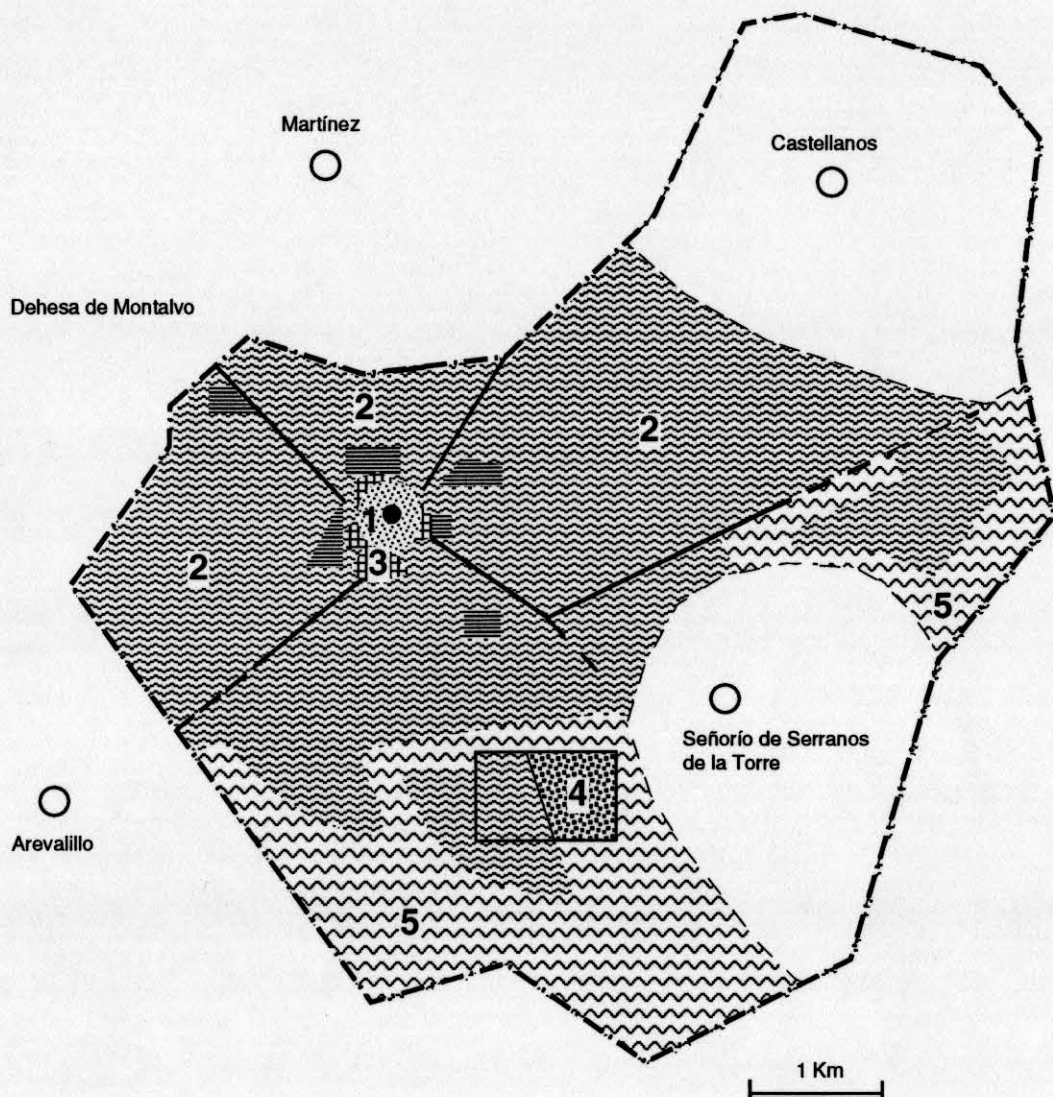 Martínez
Castellanos
Dehesa de Montalvo
2
2
1
2
3
5
Señorío de Serranos
de la Torre
4
Arevalillo
5
1 Km